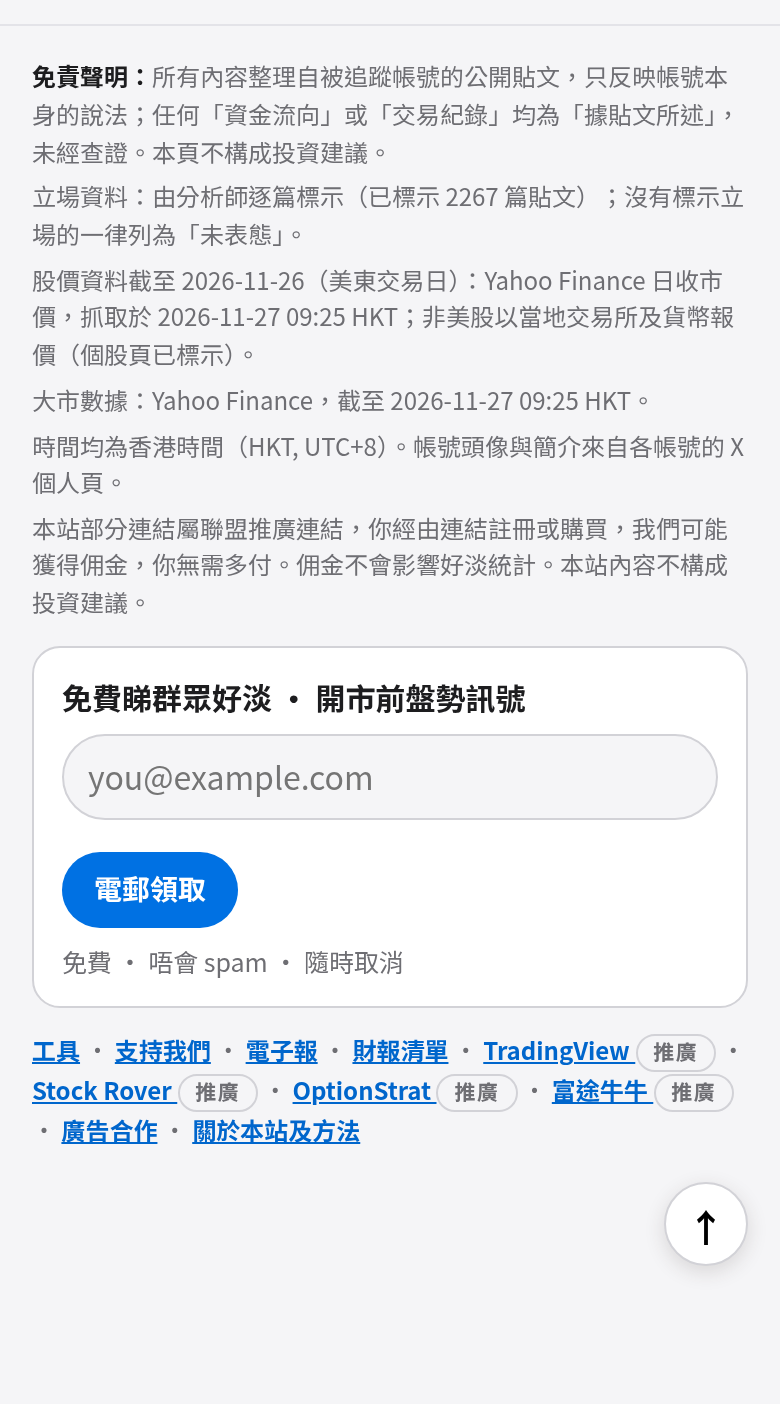 免責聲明：所有內容整理自被追蹤帳號的公開貼文，只反映帳號本
身的說法；任何「資金流向」或「交易紀錄」均為「據貼文所述」，
未經查證。本頁不構成投資建議。
立場資料：由分析師逐篇標示（已標示 2267 篇貼文）；沒有標示立
場的一律列為「未表態」。
股價資料截至 2026-11-26（美東交易日）：Yahoo Finance 日收市
價，抓取於 2026-11-27 09:25 HKT；非美股以當地交易所及貨幣報
價（個股頁已標示）。
大市數據：Yahoo Finance，截至 2026-11-27 09:25 HKT。
時間均為香港時間（HKT, UTC+8）。帳號頭像與簡介來自各帳號的 X
個人頁。
本站部分連結屬聯盟推廣連結，你經由連結註冊或購買，我們可能
獲得佣金，你無需多付。佣金不會影響好淡統計。本站內容不構成
投資建議。
免費睇群眾好淡 · 開市前盤勢訊號
you@example.com
電郵領取
免費 · 唔會 spam · 隨時取消
工具 · 支持我們 · 電子報 · 財報清單 · TradingView 推廣 ·
Stock Rover 推廣 · OptionStrat 推廣 · 富途牛牛 推廣
· 廣告合作 · 關於本站及方法
↑